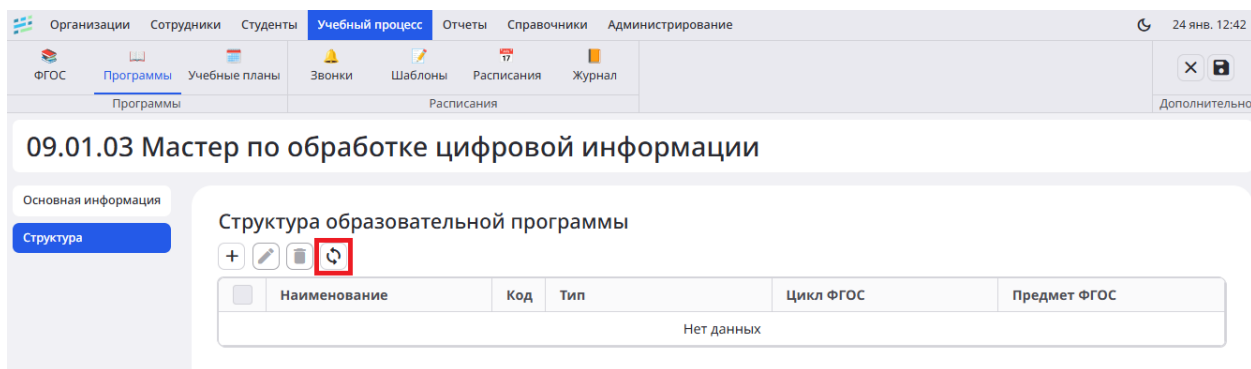 Организации Сотрудники Студенты Учебный процесс Отчеты Справочники Администрирование 24 янв. 12:42
17
ФГОС Программы Учебные планы Звонки Шаблоны Расписания Журнал
Программы Расписания Дополнительно
09.01.03 Мастер по обработке цифровой информации
Основная информация
Структура
Структура образовательной программы
Наименование Код Тип Цикл ФГОС Предмет ФГОС
Нет данных